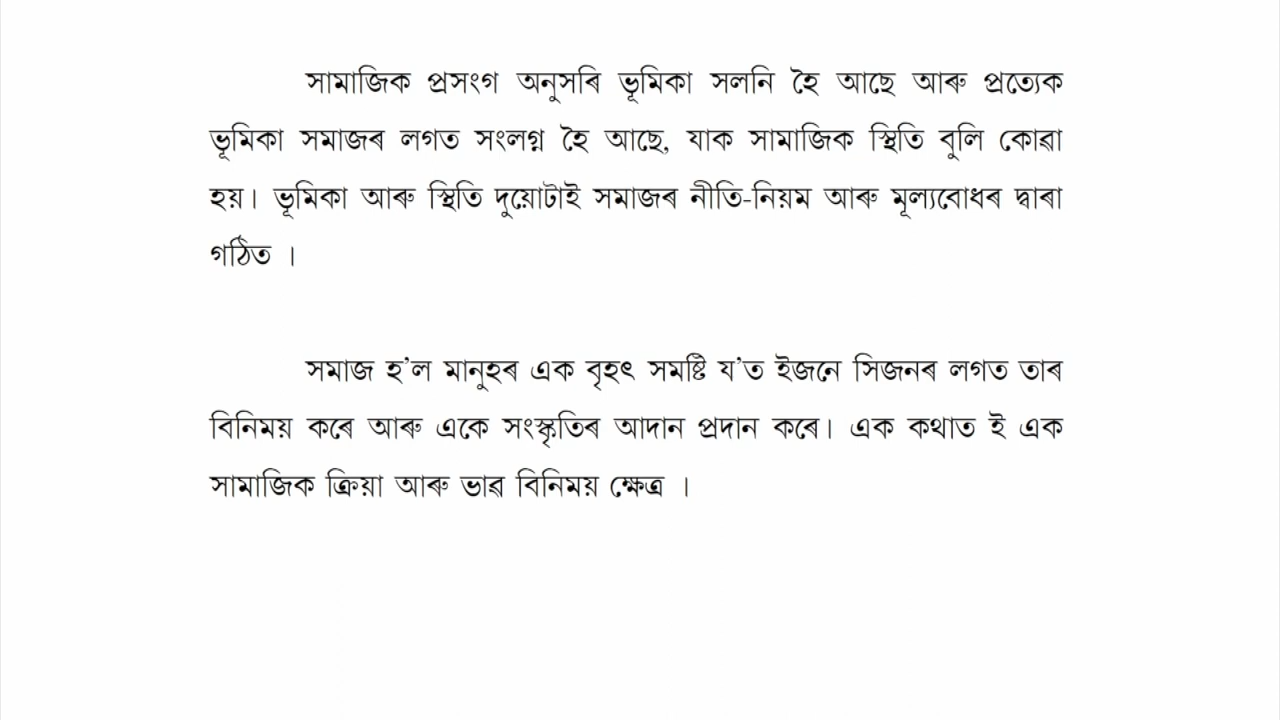 সামাজিক প্ৰসংগ অনুসৰি ভূমিকা সলনি হৈ আছে আৰু প্ৰত্যেক
ভূমিকা সমাজৰ লগত সংলগ্ন হৈ আছে, যাক সামাজিক স্থিতি বুলি কোৱা
হয়। ভূমিকা আৰু স্থিতি দুয়োটাই সমাজৰ নীতি-নিয়ম আৰু মূল্যবোধৰ দ্বাৰা
গঠিত ।
সমাজ হ’ল মানুহৰ এক বৃহৎ সমষ্টি য’ত ইজনে সিজনৰ লগত তাৰ
বিনিময় কৰে আৰু একে সংস্কৃতিৰ আদান প্ৰদান কৰে। এক কথাত ই এক
সামাজিক ক্ৰিয়া আৰু ভাৱ বিনিময় ক্ষেত্ৰ ।